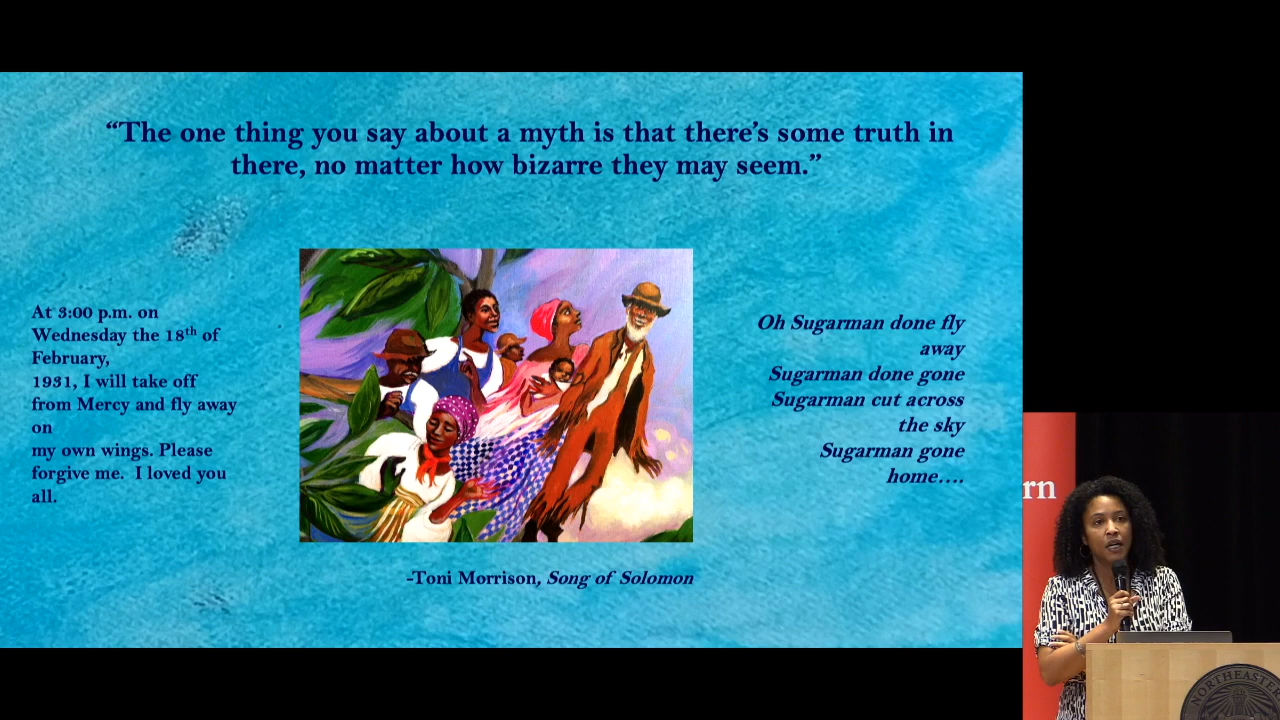 “The one thing you say about a myth is that there’s some truth in
there, no matter how bizarre they may seem.”
At 3:00 p.m. on
Wednesday the 18th of
February,
1931, I will take off
from Mercy and fly away
on
my own wings. Please
forgive me. I loved you
all.
Oh Sugarman done fly
away
Sugarman done gone
Sugarman cut across
the sky
Sugarman gone
home….
-Toni Morrison, Song of Solomon
rn
NORTHEASTER